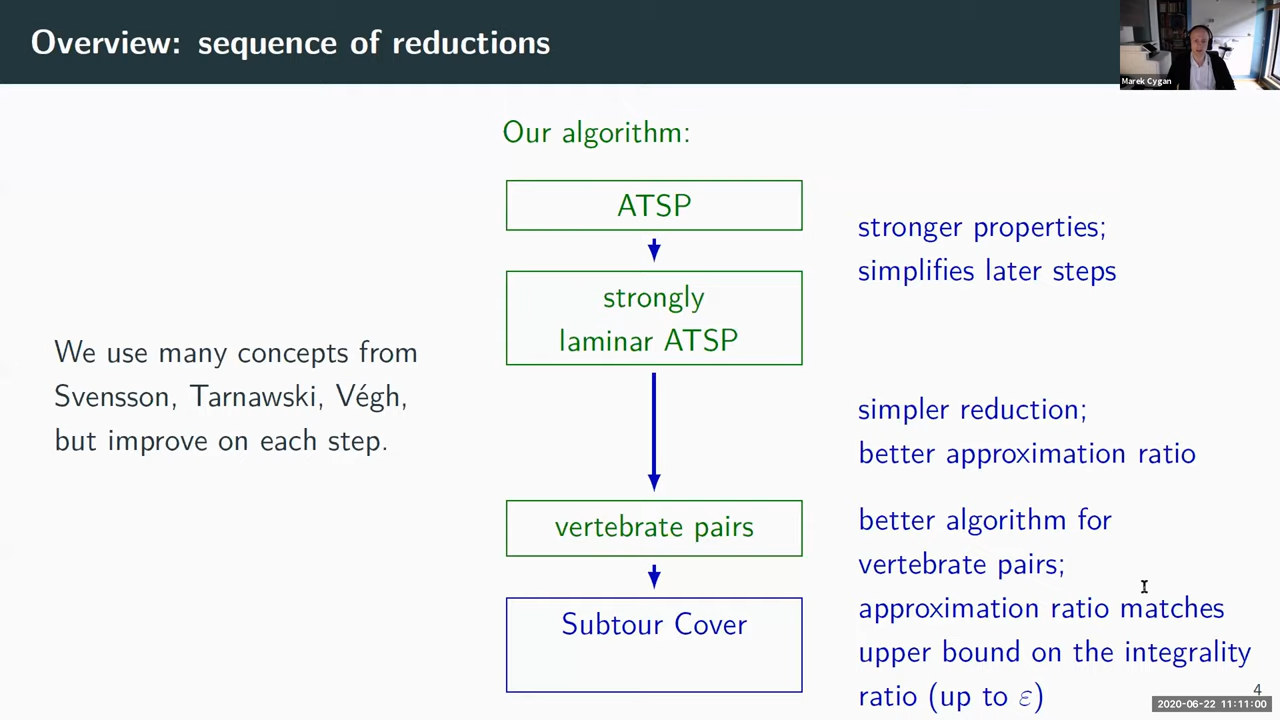 Overview: sequence of reductions
Marek Cygan
Our algorithm:
ATSP
stronger properties;
simplifies later steps
strongly
laminar ATSP
We use many concepts from
Svensson, Tarnawski, Végh,
but improve on each step.
simpler reduction;
better approximation ratio
vertebrate pairs
better algorithm for
vertebrate pairs;
approximation ratio matches
upper bound on the integrality
ratio (up to ε)
Subtour Cover
4
2020-06-22 11:11:00